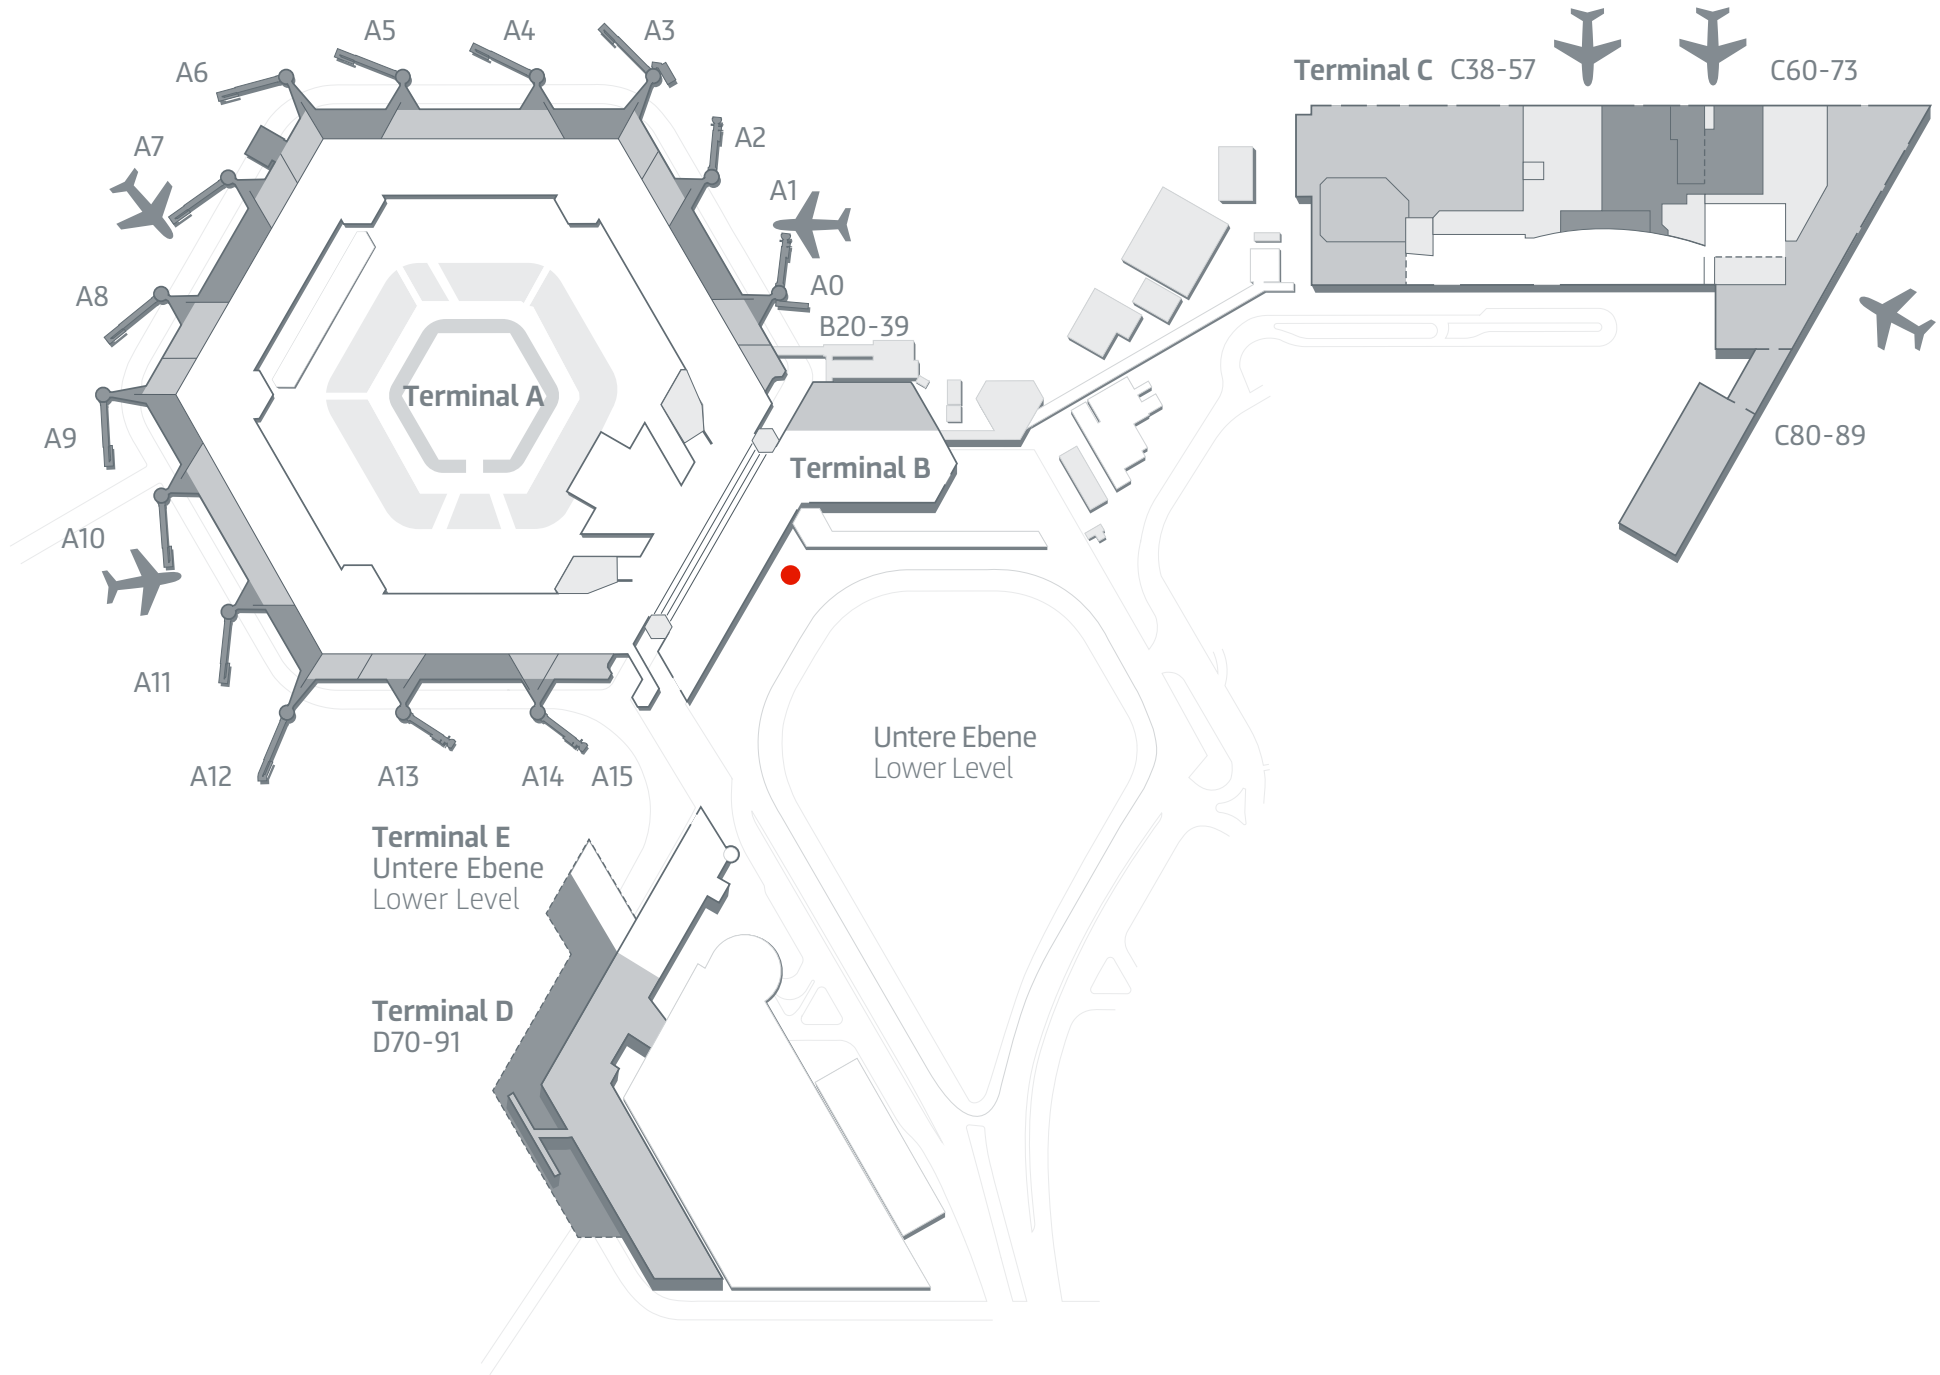 A5
A4
A3
A6
Terminal C C38-57
C60-73
A7
A2
A1
A8
A0
B20-39
Terminal A
A9
C80-89
Terminal B
A10
A11
Untere Ebene
Lower Level
A12
A13
A14
A15
Terminal E
Untere Ebene
Lower Level
Terminal D
D70-91